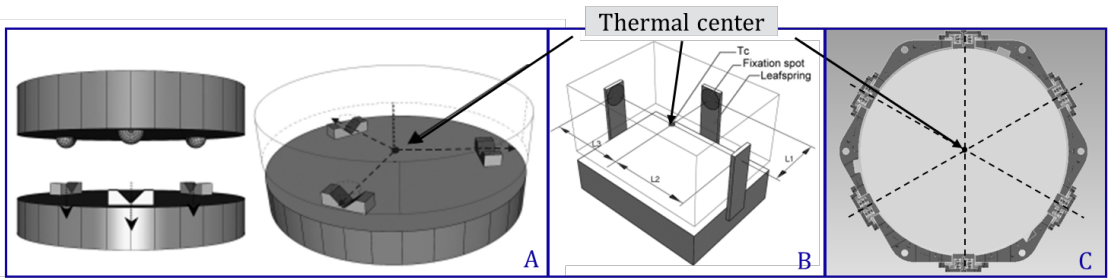 Thermal center
Tc
Fixation spot
Leafspring
L3
L2
L1
A
B
C